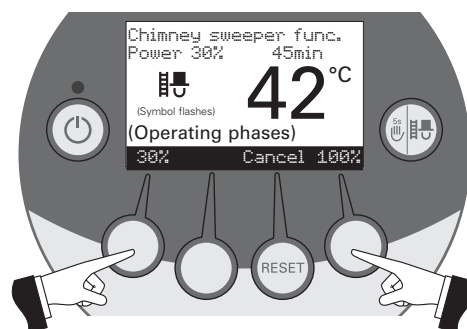 Chimney sweeper func.
Power 30% 45min
42°C
(Symbol flashes)
(Operating phases)
30% Cancel 100%
5s
RESET